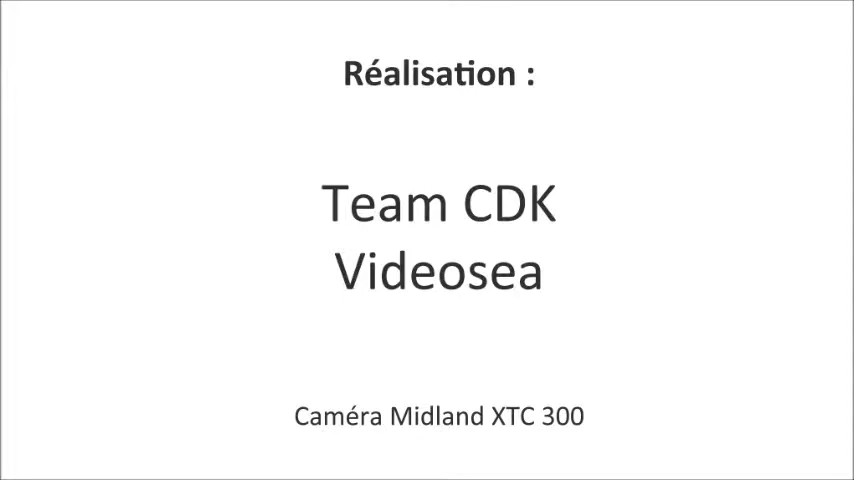 Réalisation :
Team CDK
Videosea
Caméra Midland XTC 300